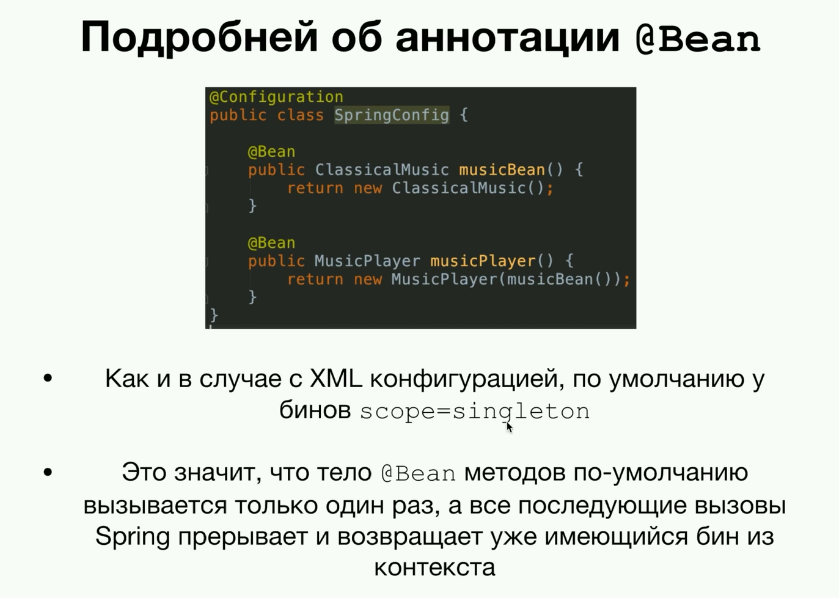 Подробней об аннотации @Bean
@Configuration
public class SpringConfig {
@Bean
public ClassicalMusic musicBean() {
return new ClassicalMusic();
}
@Bean
public MusicPlayer musicPlayer() {
return new MusicPlayer(musicBean());
}
}
• Как и в случае с XML конфигурацией, по умолчанию у
бинов scope=singleton
• Это значит, что тело @Bean методов по-умолчанию
вызывается только один раз, а все последующие вызовы
Spring прерывает и возвращает уже имеющийся бин из
контекста